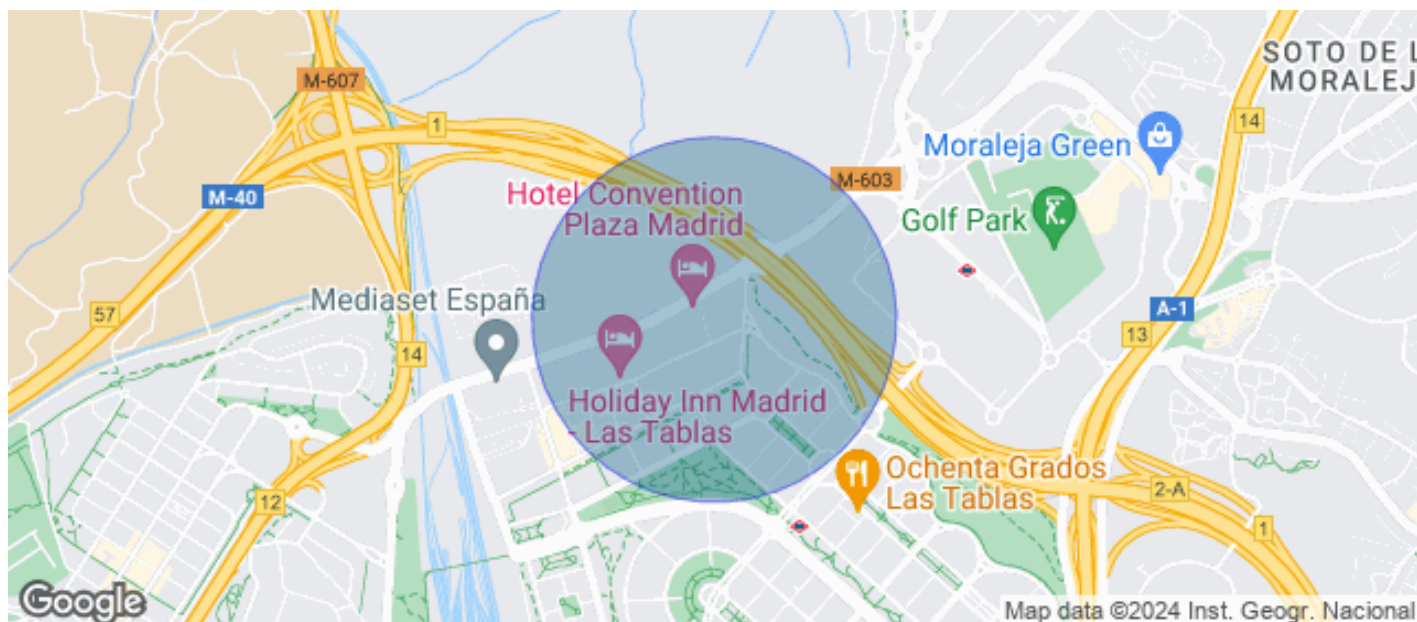 SOTO DE L
MORALEJ
M-607
1
14
Moraleja Green
M-603
M-40
Hotel Convention
Plaza Madrid
Golf Park
Mediaset España
57
A-1
13
14
Holiday Inn Madrid
- Las Tablas
Ochenta Grados
Las Tablas
12
2-A
1
Google
Map data ©2024 Inst. Geogr. Nacional